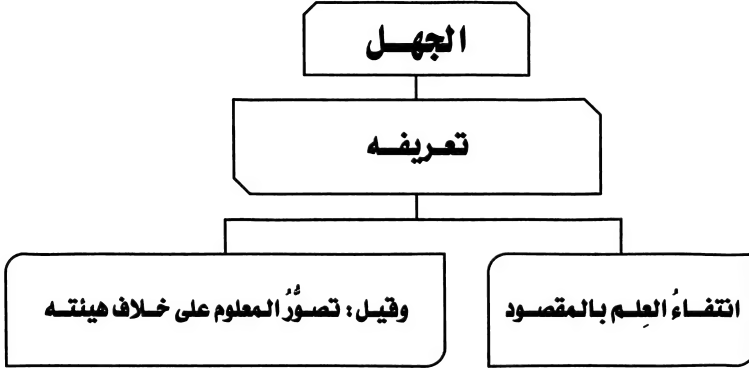 الجهل
تعريفه
انتفاءُ العِلم بالمقصود
وقيل: تصوُّرُ المعلوم على خلاف هيئته